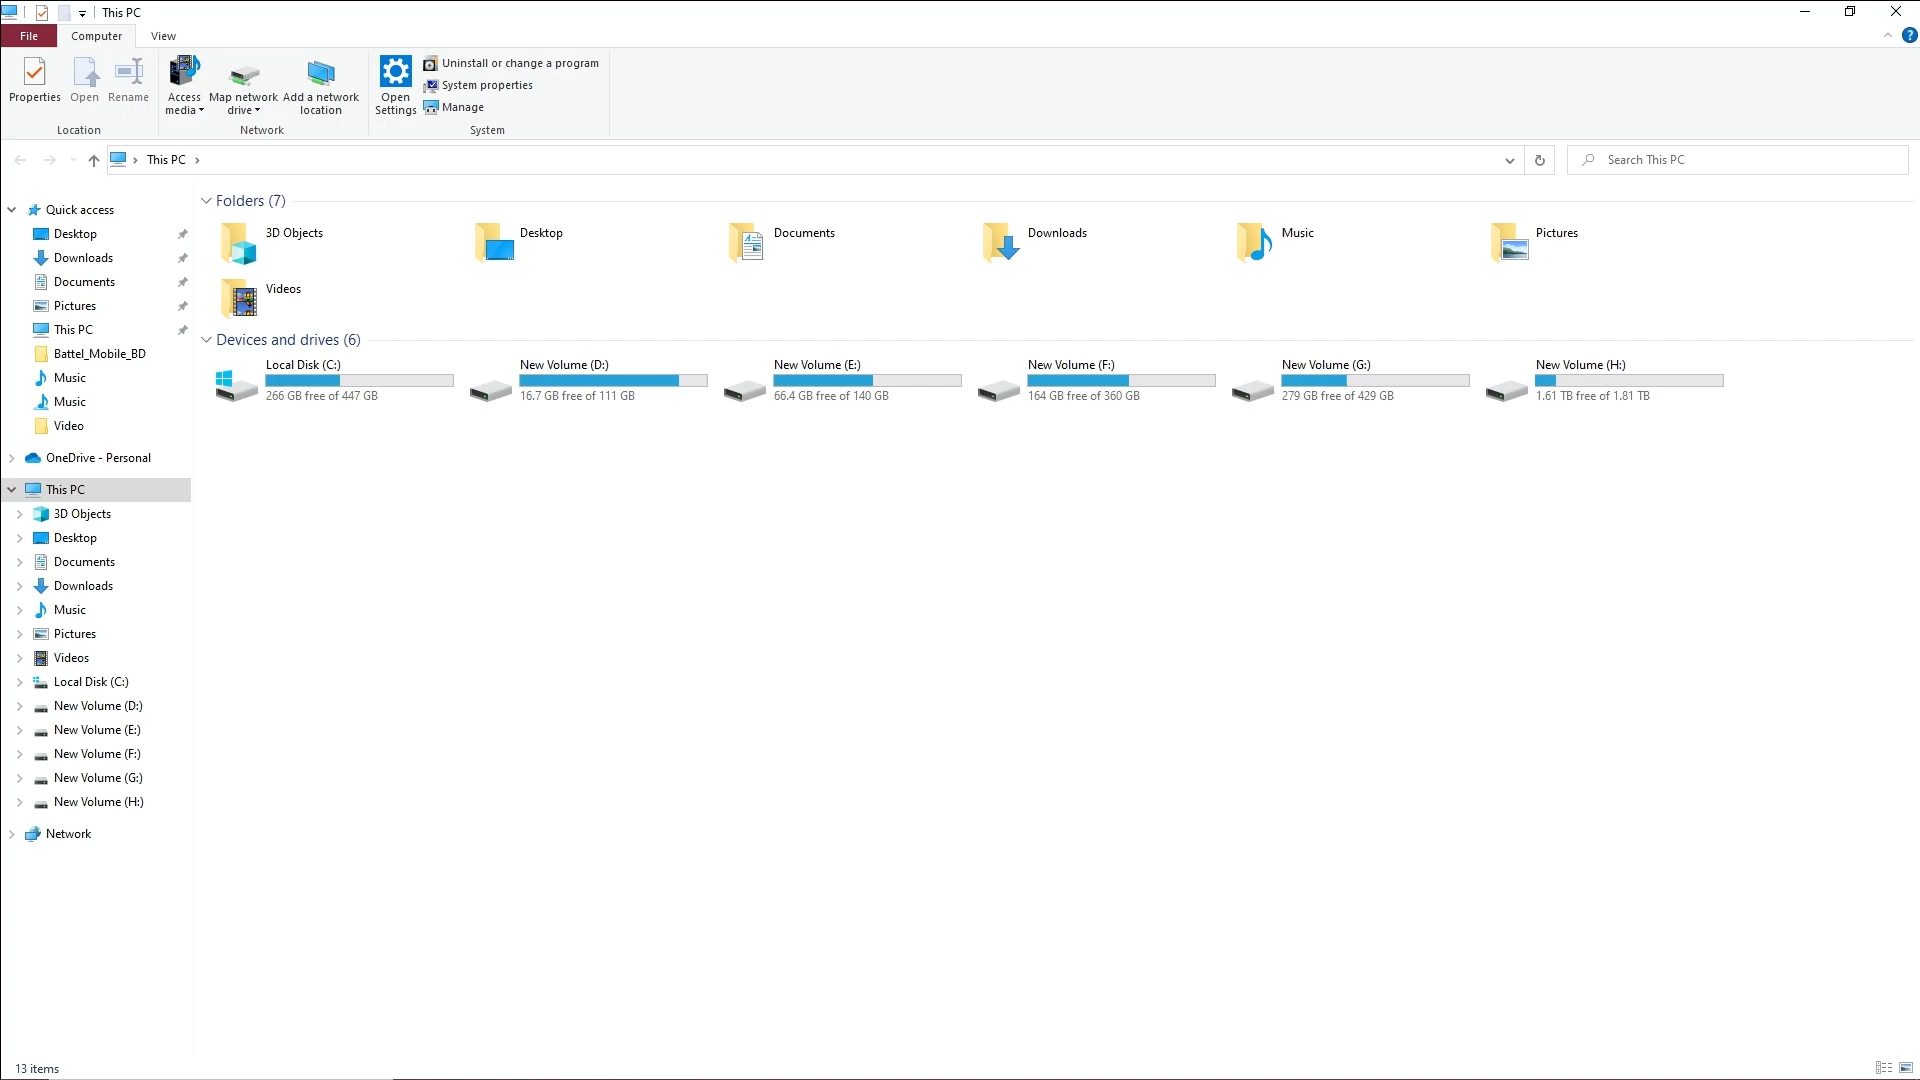 This PC
File
Computer
View
Properties
Open
Rename
Access
media
Map network
drive
Add a network
location
Open
Settings
Uninstall or change a program
System properties
Manage
Location
Network
System
This PC
Search This PC
Quick access
Desktop
Downloads
Documents
Pictures
This PC
Battel_Mobile_BD
Music
Music
Video
OneDrive - Personal
This PC
3D Objects
Desktop
Documents
Downloads
Music
Pictures
Videos
Local Disk (C:)
New Volume (D:)
New Volume (E:)
New Volume (F:)
New Volume (G:)
New Volume (H:)
Network
Folders (7)
3D Objects
Desktop
Documents
Downloads
Music
Pictures
Videos
Devices and drives (6)
Local Disk (C:)
266 GB free of 447 GB
New Volume (D:)
16.7 GB free of 111 GB
New Volume (E:)
66.4 GB free of 140 GB
New Volume (F:)
164 GB free of 360 GB
New Volume (G:)
279 GB free of 429 GB
New Volume (H:)
1.61 TB free of 1.81 TB
13 items